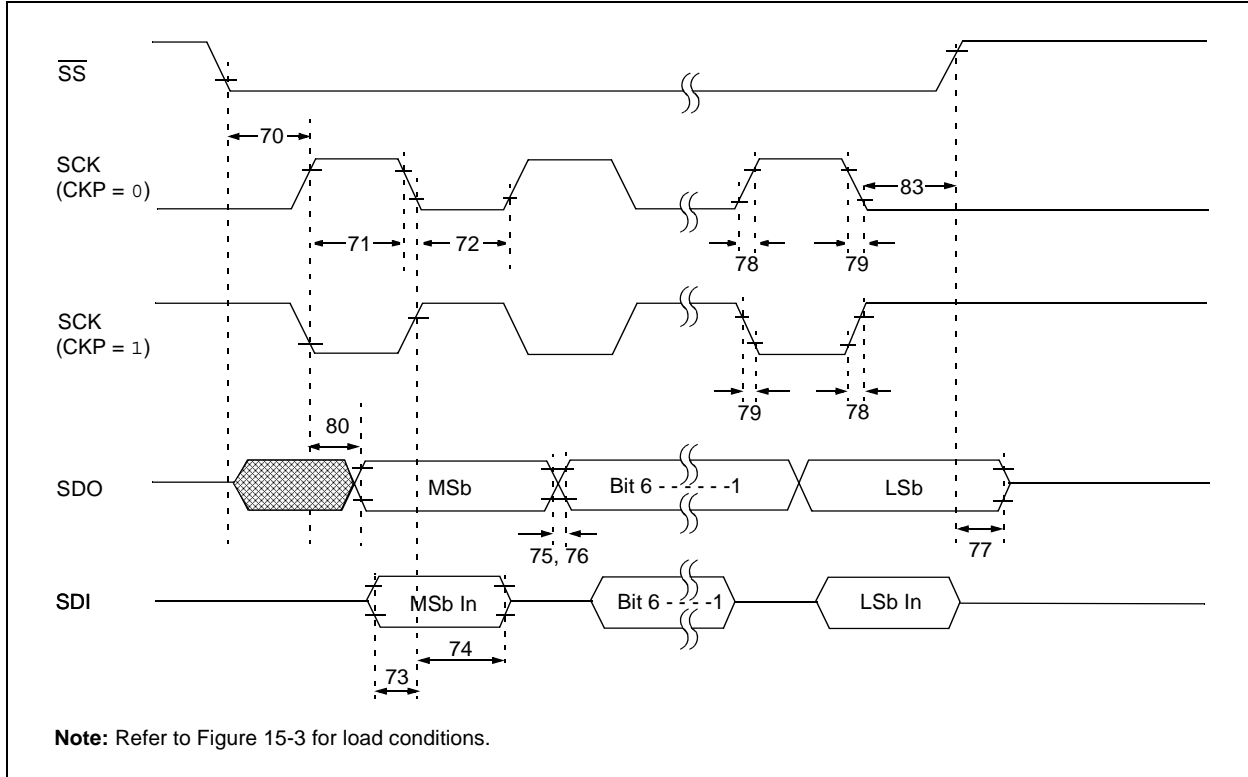 SS
70
SCK
(CKP = 0)
83
71
72
78
79
SCK
(CKP = 1)
79
78
80
SDO
MSb
Bit 6 - - - - - -1
LSb
75, 76
77
SDI
MSb In
Bit 6 - - - -1
LSb In
74
73
Note: Refer to Figure 15-3 for load conditions.